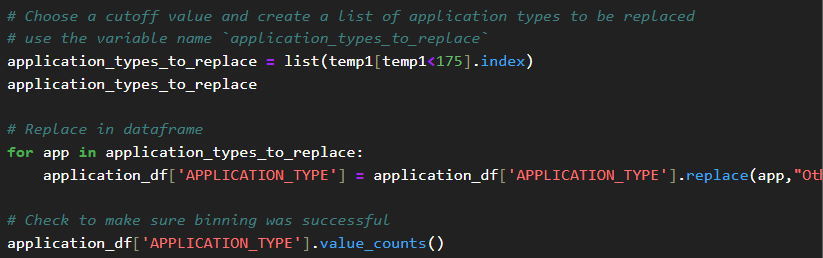 # Choose a cutoff value and create a list of application types to be replaced
# use the variable name `application_types_to_replace`
application_types_to_replace = list(temp1[temp1<175].index)
application_types_to_replace
# Replace in dataframe
for app in application_types_to_replace:
application_df['APPLICATION_TYPE'] = application_df['APPLICATION_TYPE'].replace(app,"Oth
# Check to make sure binning was successful
application_df['APPLICATION_TYPE'].value_counts()